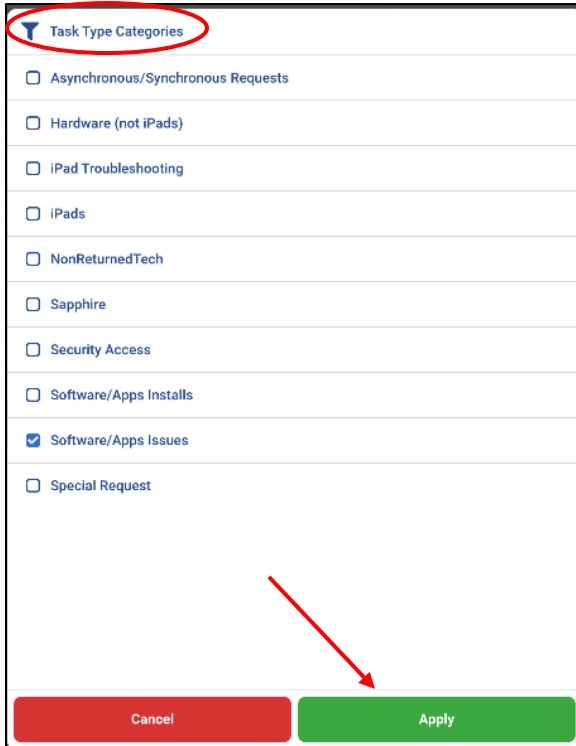 Task Type Categories
Asynchronous/Synchronous Requests
Hardware (not iPads)
iPad Troubleshooting
iPads
NonReturnedTech
Sapphire
Security Access
Software/Apps Installs
Software/Apps Issues
Special Request
Cancel Apply